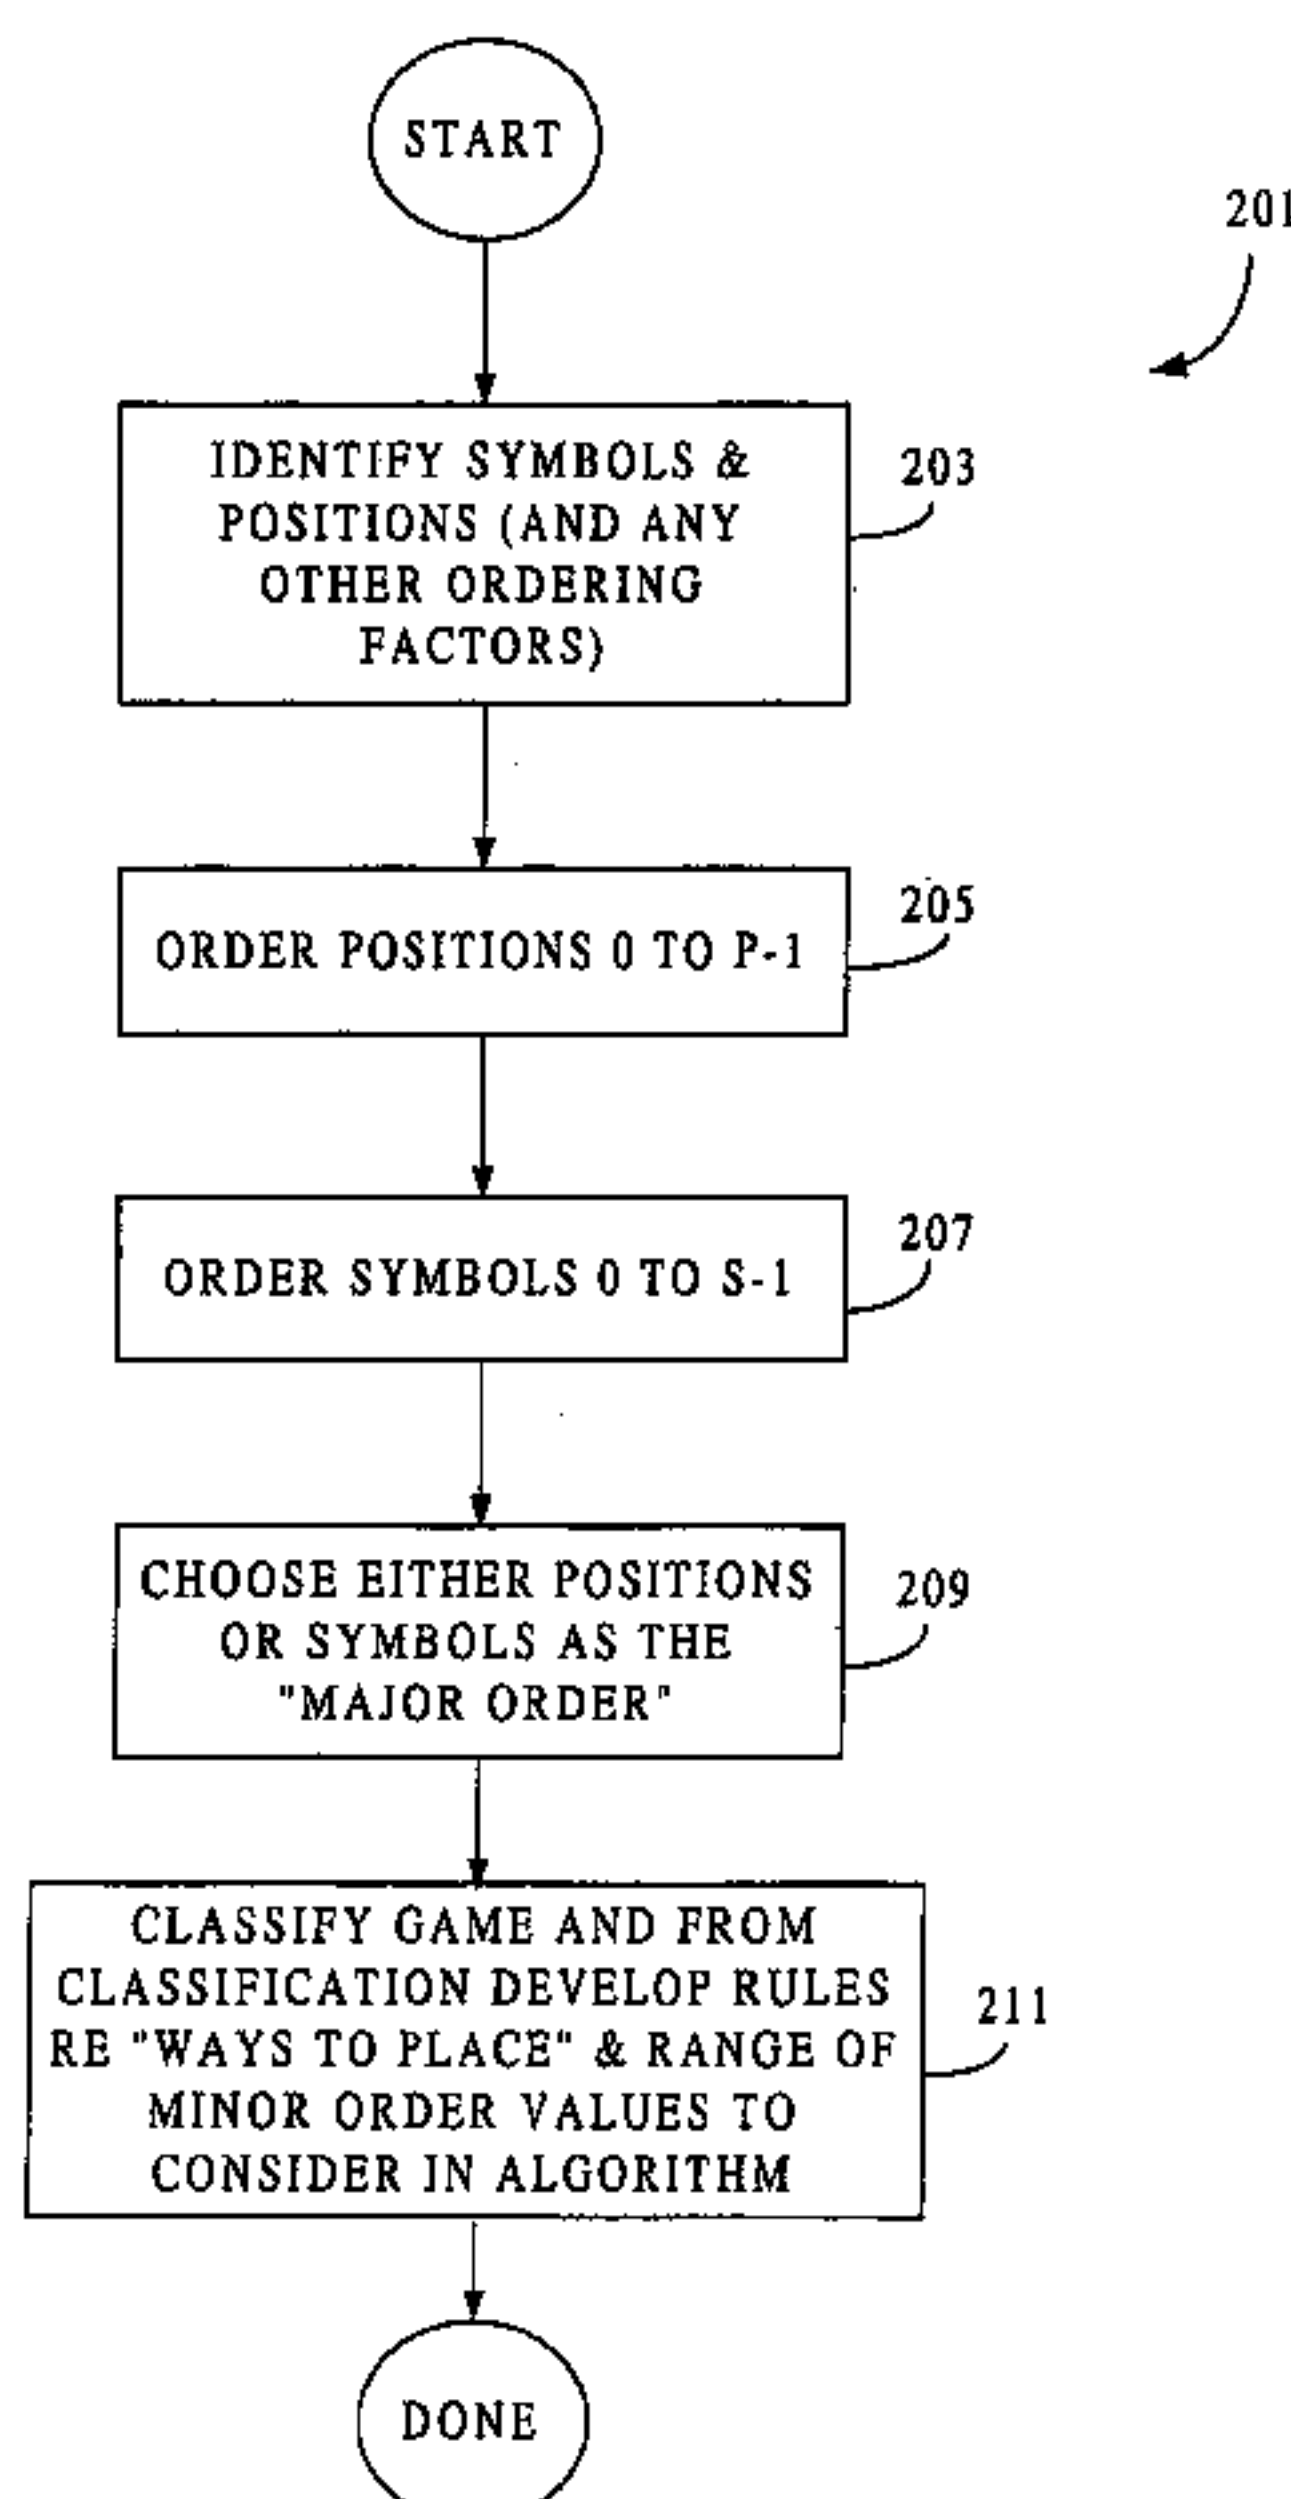 START
201
IDENTIFY SYMBOLS &
POSITIONS (AND ANY
OTHER ORDERING
FACTORS)
203
ORDER POSITIONS 0 TO P-1
205
ORDER SYMBOLS 0 TO S-1
207
CHOOSE EITHER POSITIONS
OR SYMBOLS AS THE
"MAJOR ORDER"
209
CLASSIFY GAME AND FROM
CLASSIFICATION DEVELOP RULES
RE "WAYS TO PLACE" & RANGE OF
MINOR ORDER VALUES TO
CONSIDER IN ALGORITHM
211
DONE